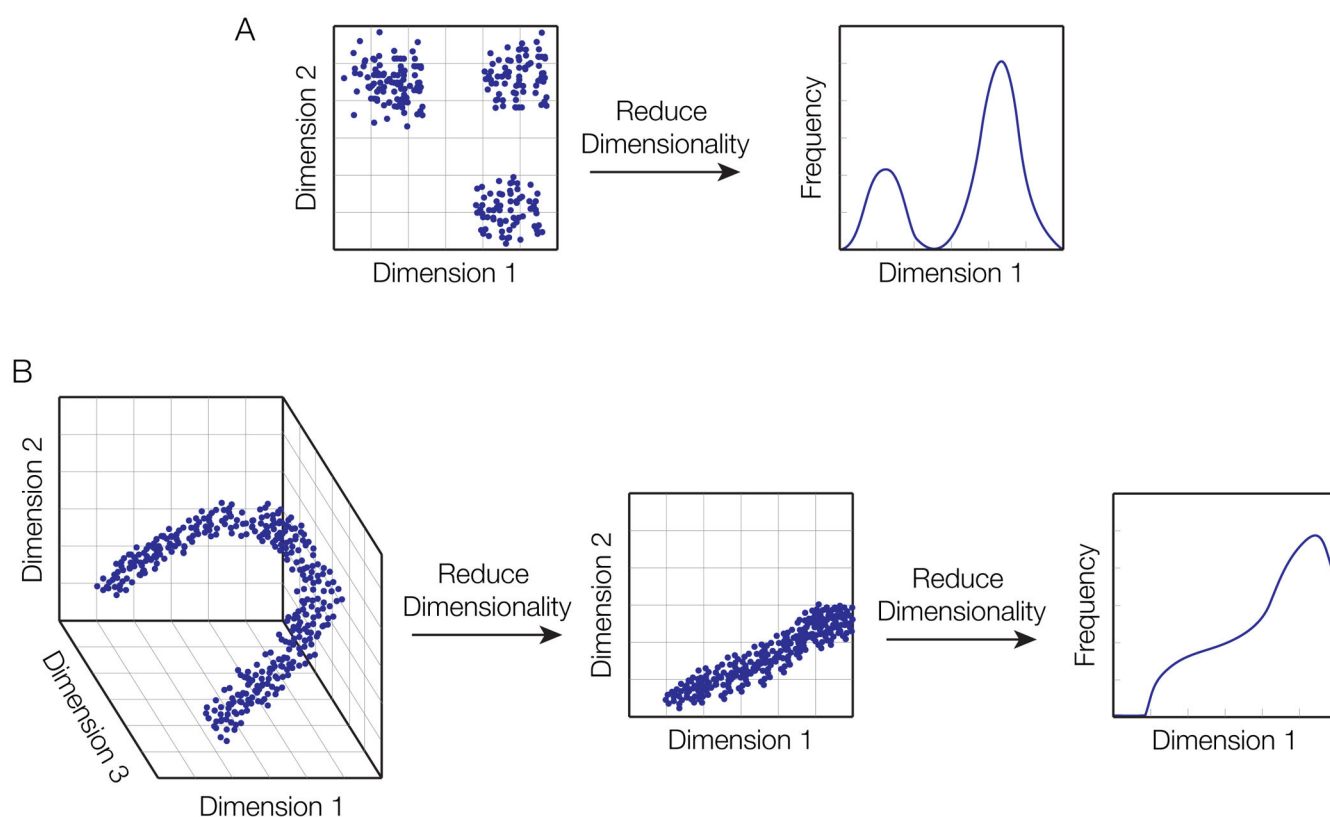 A
Dimension 2
Dimension 1
Reduce
Dimensionality
Frequency
Dimension 1
B
Dimension 2
Dimension 3
Dimension 1
Reduce
Dimensionality
Dimension 2
Dimension 1
Reduce
Dimensionality
Frequency
Dimension 1